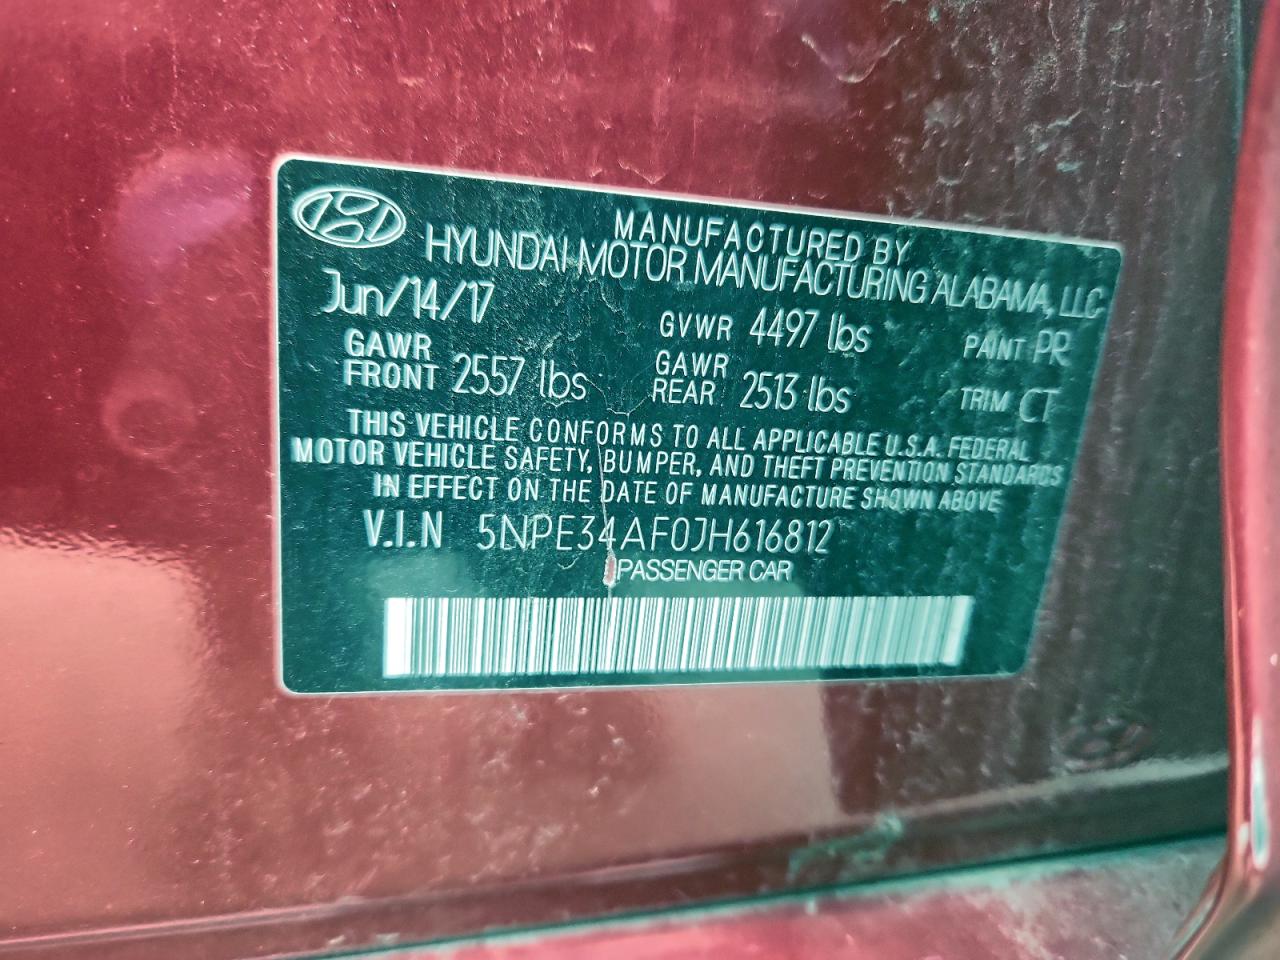 MANUFACTURED BY
HYUNDAI MOTOR MANUFACTURING ALABAMA, LLC
Jun/14/17 GVWR 4497 lbs PAINT PR
GAWR FRONT 2557 lbs GAWR REAR 2513 lbs TRIM CT
THIS VEHICLE CONFORMS TO ALL APPLICABLE U.S.A. FEDERAL
MOTOR VEHICLE SAFETY, BUMPER, AND THEFT PREVENTION STANDARDS
IN EFFECT ON THE DATE OF MANUFACTURE SHOWN ABOVE
V.I.N 5NPE34AF0JH616812
PASSENGER CAR